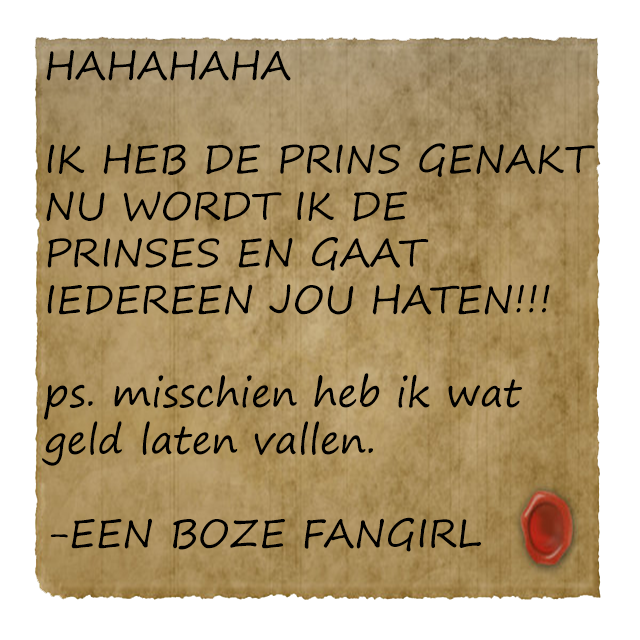 HAHAHAHA
IK HEB DE PRINS GENAKT
NU WORDT IK DE
PRINSES EN GAAT
IEDEREEN JOU HATEN!!!
ps. misschien heb ik wat
geld laten vallen.
-EEN BOZE FANGIRL